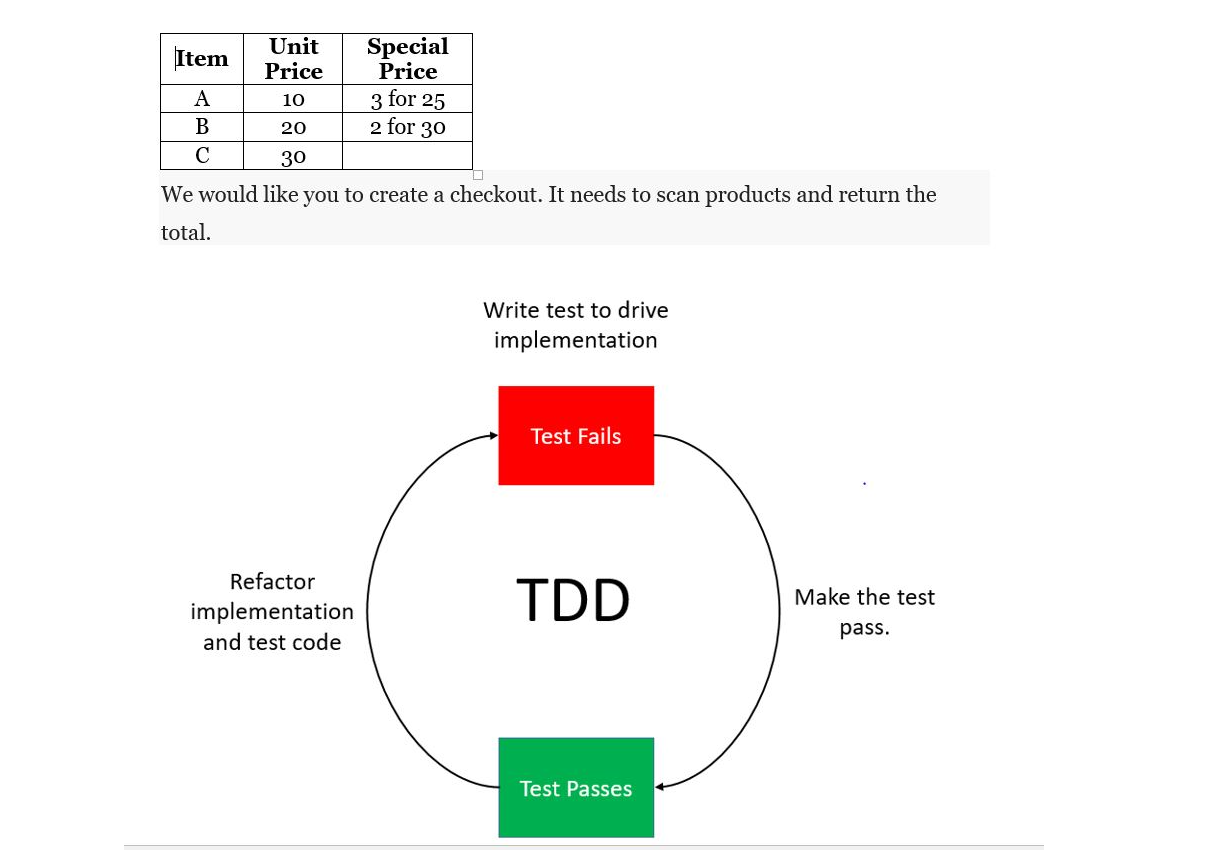 Item Unit Price Special Price
A 10 3 for 25
B 20 2 for 30
C 30
We would like you to create a checkout. It needs to scan products and return the
total.
Write test to drive
implementation
Test Fails
TDD
Refactor
implementation
and test code
Make the test
pass.
Test Passes